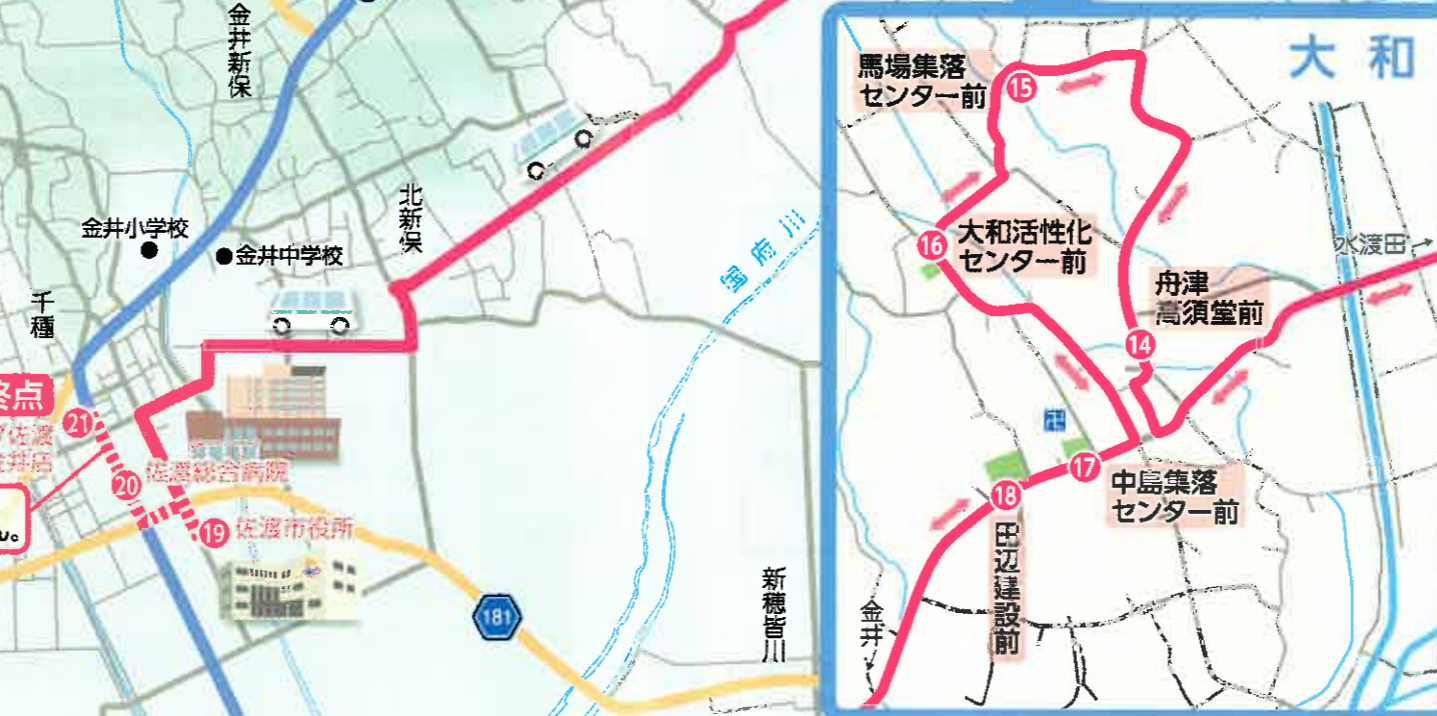 金井新保
北新保
金井小学校
金井中学校
千種
終点
21
20
佐渡総合病院
19
佐渡市役所
ん。
国府川
181
新穂皆川
大和
馬場集落
センター前
15
16
大和活性化
センター前
水渡田
舟津
高須堂前
14
卍
17
中島集落
センター前
18
田辺建設前
金井